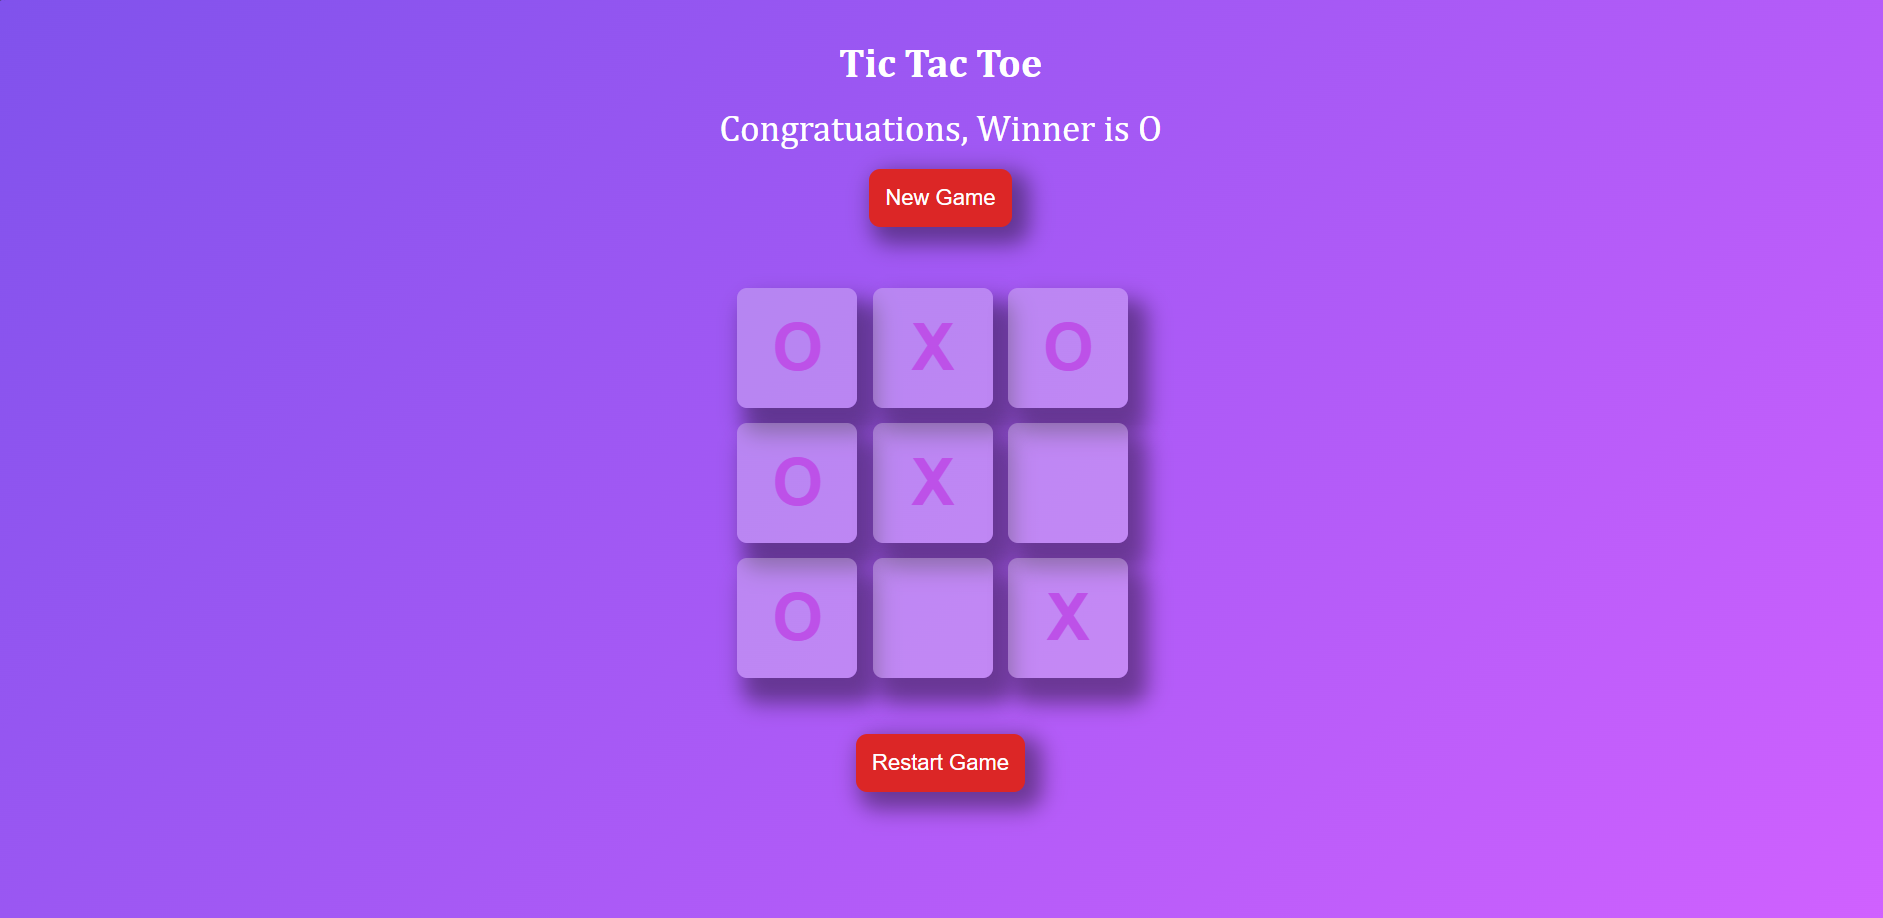 Tic Tac Toe
Congratuations, Winner is O
New Game
O X O
O X
O X
Restart Game